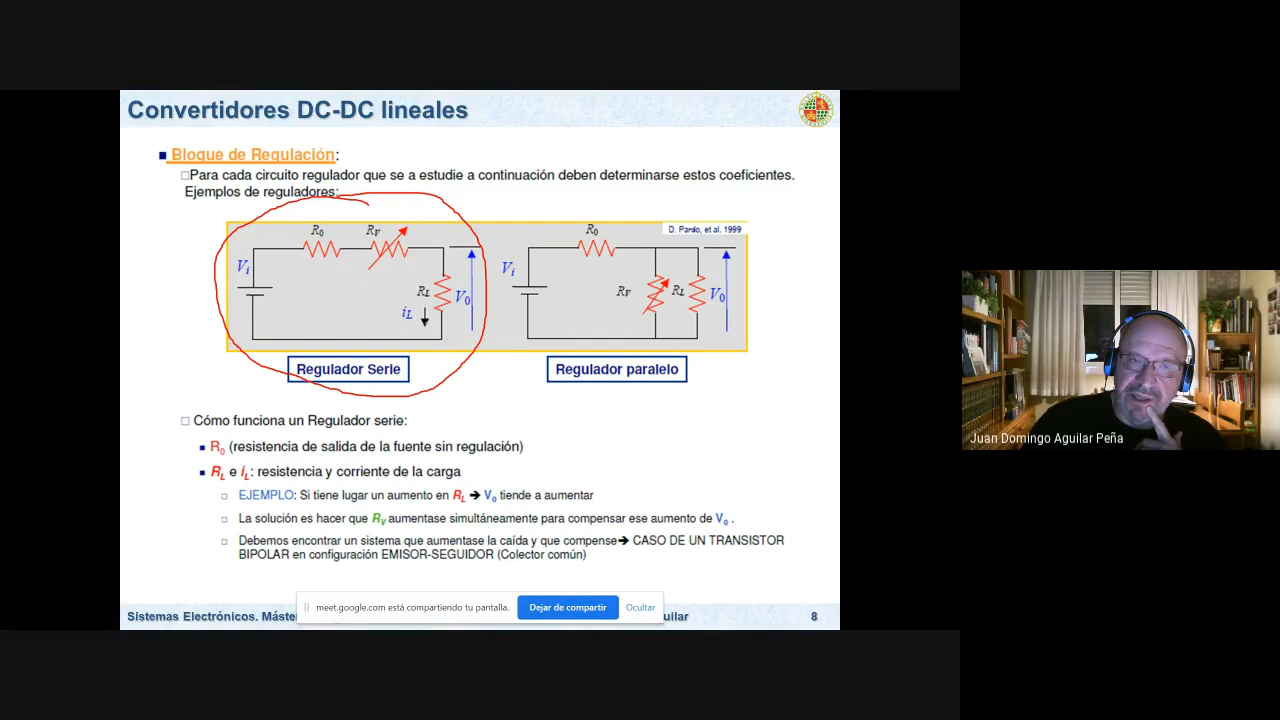 Convertidores DC-DC lineales
Bloque de Regulación:
Para cada circuito regulador que se a estudie a continuación deben determinarse estos coeficientes.
Ejemplos de reguladores:
D. Pardo, et al. 1999
R0 RV
Vi
RL V0
iL
R0
Vi
RV RL V0
Regulador Serie
Regulador paralelo
Cómo funciona un Regulador serie:
R0 (resistencia de salida de la fuente sin regulación)
RL e iL: resistencia y corriente de la carga
EJEMPLO: Si tiene lugar un aumento en RL ➔ V0 tiende a aumentar
La solución es hacer que RV aumentase simultáneamente para compensar ese aumento de V0 .
Debemos encontrar un sistema que aumentase la caída y que compense➔ CASO DE UN TRANSISTOR
BIPOLAR en configuración EMISOR-SEGUIDOR (Colector común)
meet.google.com está compartiendo tu pantalla. Dejar de compartir Ocultar
Sistemas Electrónicos. Máste uilar 8
Juan Domingo Aguilar Peña